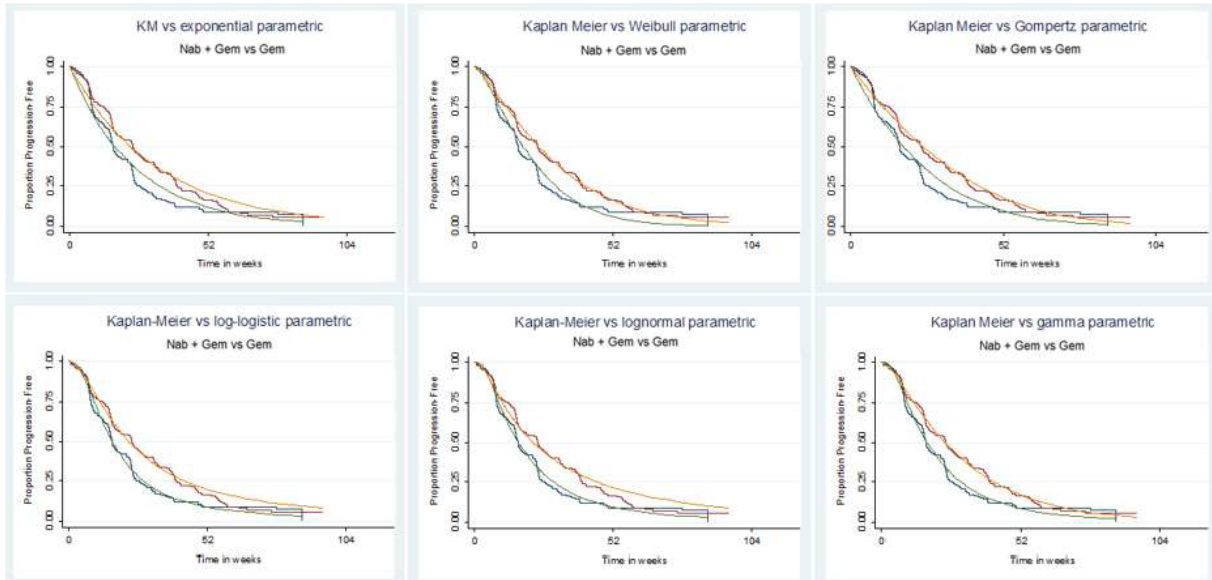 KM vs exponential parametric
Nab + Gem vs Gem
Proportion Progression-Free
1.00
0.75
0.50
0.25
0.00
0
52
104
Time in weeks
Kaplan Meier vs Weibull parametric
Nab + Gem vs Gem
Proportion Progression-Free
1.00
0.75
0.50
0.25
0.00
0
52
104
Time in weeks
Kaplan Meier vs Gompertz parametric
Nab + Gem vs Gem
Proportion Progression-Free
1.00
0.75
0.50
0.25
0.00
0
52
104
Time in weeks
Kaplan-Meier vs log-logistic parametric
Nab + Gem vs Gem
Proportion Progression-Free
1.00
0.75
0.50
0.25
0.00
0
52
104
Time in weeks
Kaplan-Meier vs lognormal parametric
Nab + Gem vs Gem
Proportion Progression-Free
1.00
0.75
0.50
0.25
0.00
0
52
104
Time in weeks
Kaplan Meier vs gamma parametric
Nab + Gem vs Gem
Proportion Progression-Free
1.00
0.75
0.50
0.25
0.00
0
52
104
Time in weeks